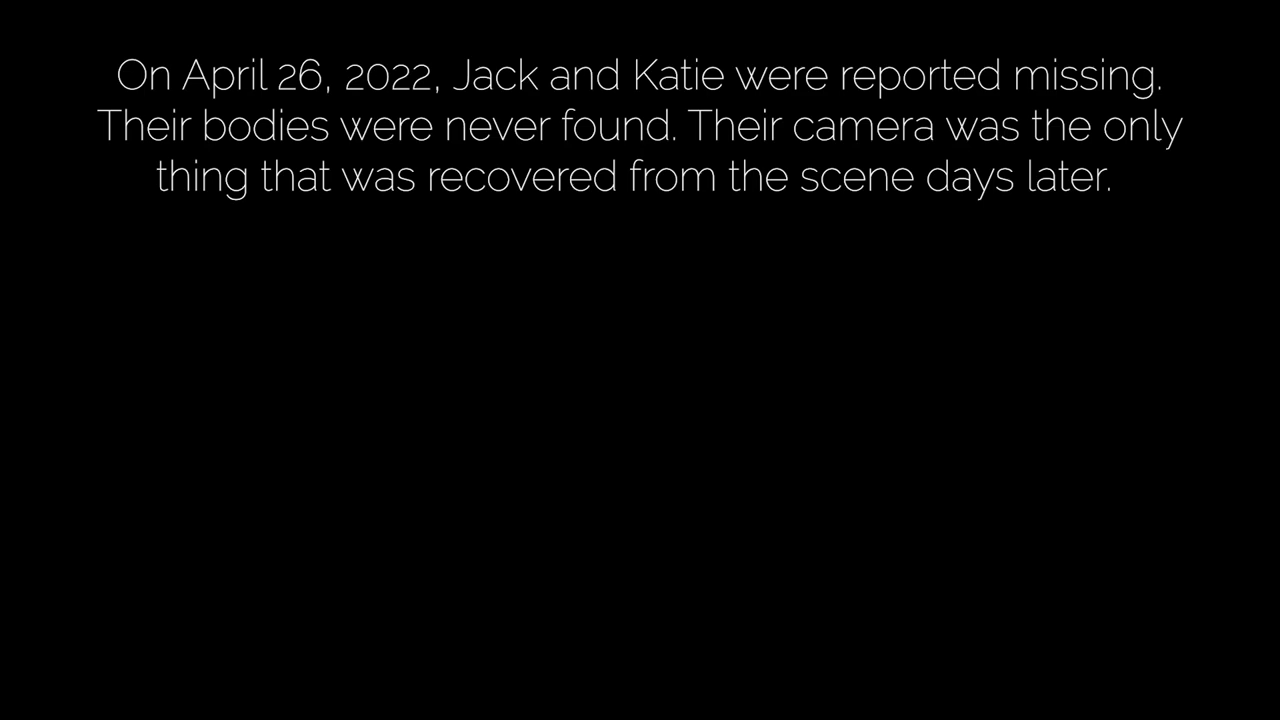 On April 26, 2022, Jack and Katie were reported missing.
Their bodies were never found. Their camera was the only
thing that was recovered from the scene days later.